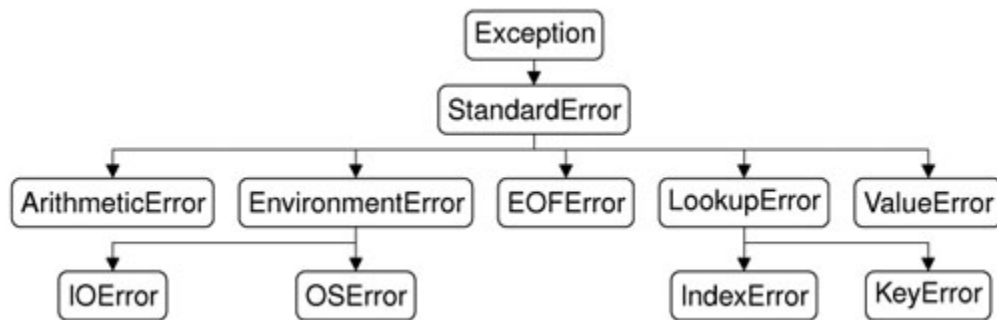 Exception
StandardError
ArithmeticError EnvironmentError EOFError LookupError ValueError
IOError OSError IndexError KeyError